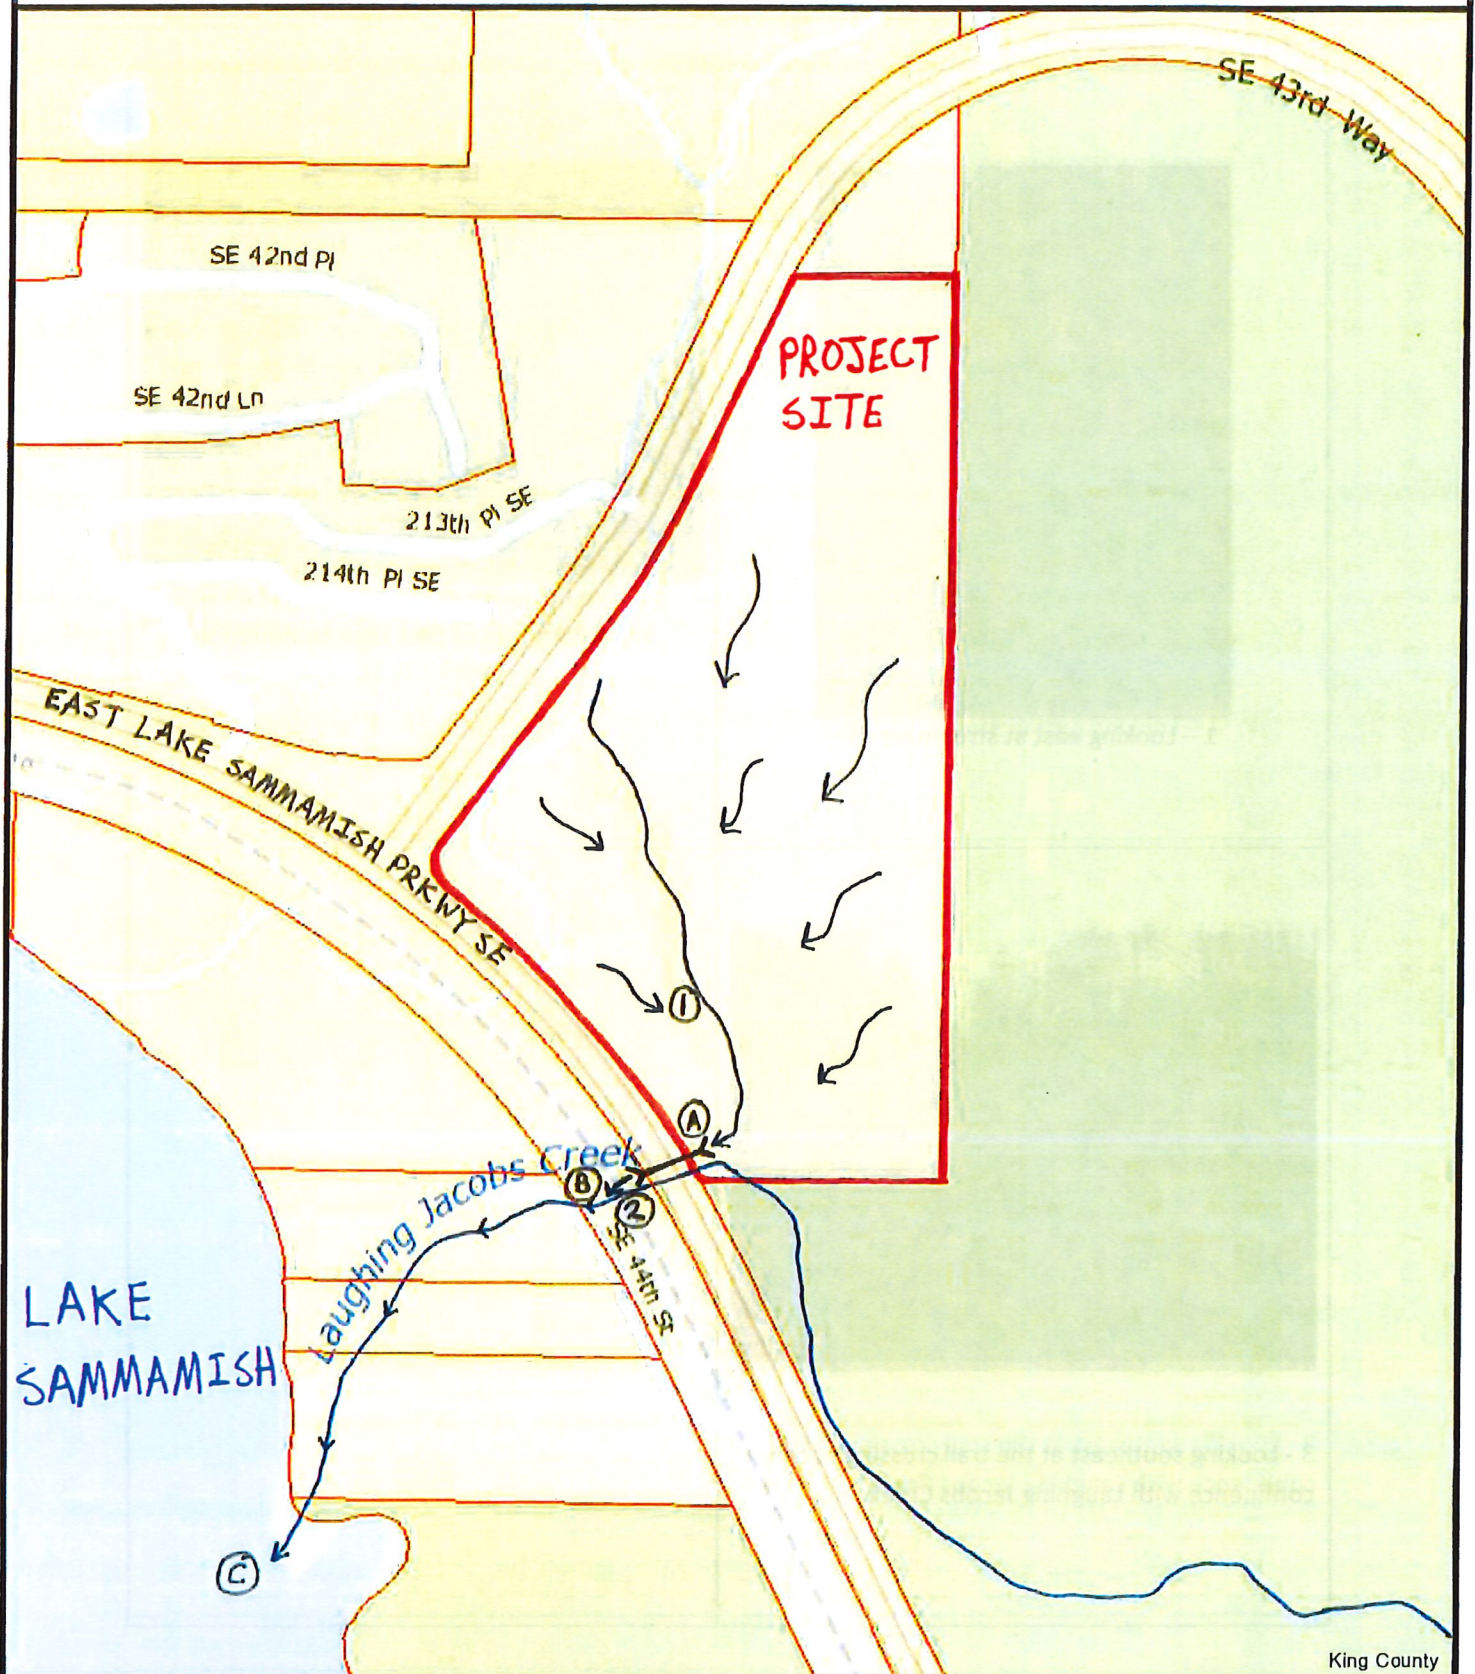 SE 43rd Way
SE 42nd Pl
PROJECT
SITE
SE 42nd Ln
213th Pl SE
214th Pl SE
EAST LAKE SAMMAMISH PRKWY SE
1
A
Laughing Jacobs Creek
B
2
SE 44th St
LAKE
SAMMAMISH
C
King County